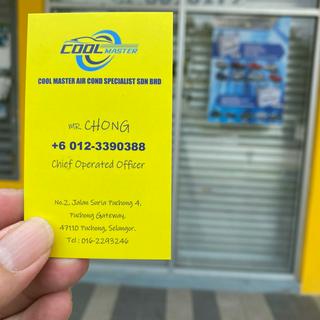 COOL
MASTER
COOL MASTER AIR COND SPECIALIST SDN BHD
MR. CHONG
+6 012-3390388
Chief Operated Officer
No.2, Jalan Suria Puchong 4,
Puchong Gateway,
47110 Puchong, Selangor.
Tel : 016-2293246